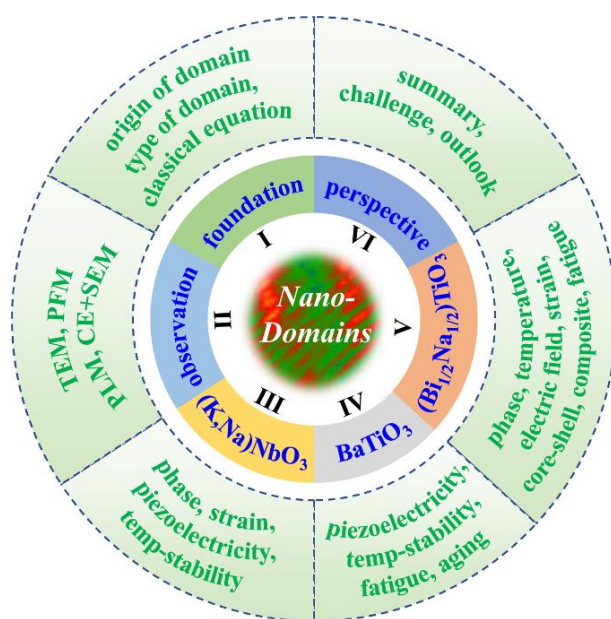 origin of domain
type of domain,
classical equation
summary,
challenge, outlook
foundation
perspective
I
VI
TEM, PFM
PLM, CE+SEM
observation
II
Nano-
Domains
V
(Bi1/2Na1/2)TiO3
phase, temperature,
electric field, strain,
core-shell, composite, fatigue
III
IV
(K,Na)NbO3
BaTiO3
phase, strain,
piezoelectricity,
temp-stability
piezoelectricity,
temp-stability,
fatigue, aging